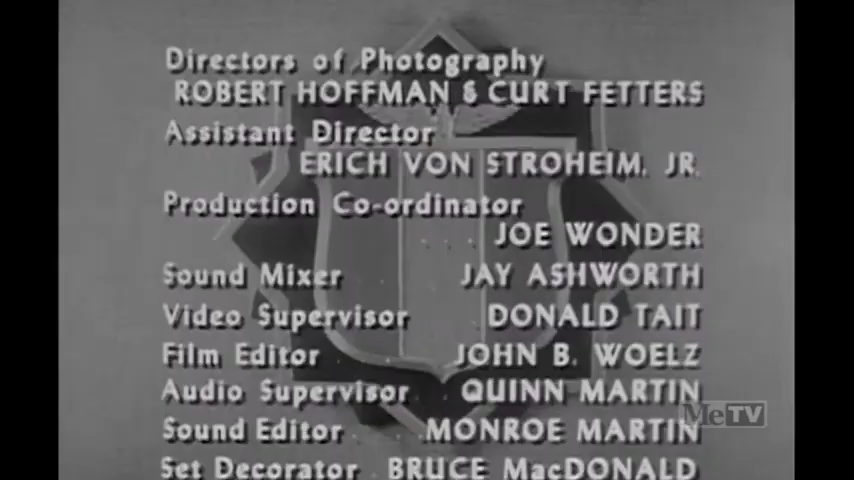 Directors of Photography
ROBERT HOFFMAN & CURT FETTERS
Assistant Director
ERICH VON STROHEIM, JR.
Production Co-ordinator
. . . . JOE WONDER
Sound Mixer JAY ASHWORTH
Video Supervisor DONALD TAIT
Film Editor . JOHN B. WOELZ
Audio Supervisor . . QUINN MARTIN
Sound Editor . . . MONROE MARTIN
Set Decorator BRUCE MacDONALD
MeTV